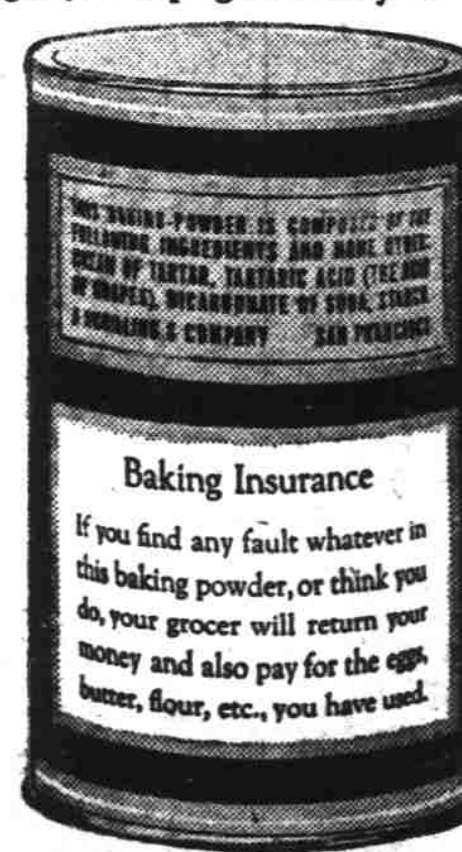 THIS BAKING-POWDER IS COMPOSED OF THE
FOLLOWING INGREDIENTS AND NONE OTHER.
CREAM OF TARTAR, TARTARIC ACID (THE ACID
OF GRAPES), BICARBONATE OF SODA, STARCH
A SCHILLING & COMPANY SAN FRANCISCO
Baking Insurance
If you find any fault whatever in
this baking powder, or think you
do, your grocer will return your
money and also pay for the eggs,
butter, flour, etc., you have used.